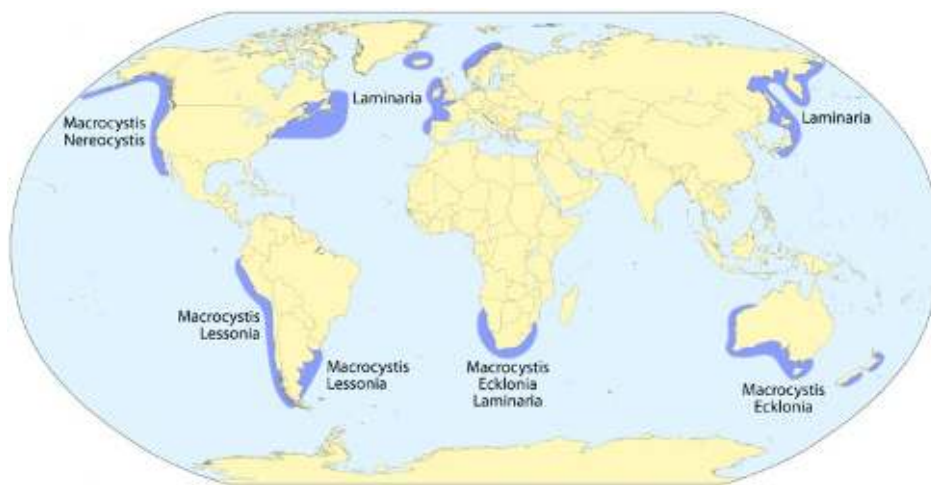 Laminaria
Laminaria
Macrocystis
Nereocystis
Macrocystis
Lessonia
Macrocystis
Lessonia
Macrocystis
Ecklonia
Laminaria
Macrocystis
Ecklonia